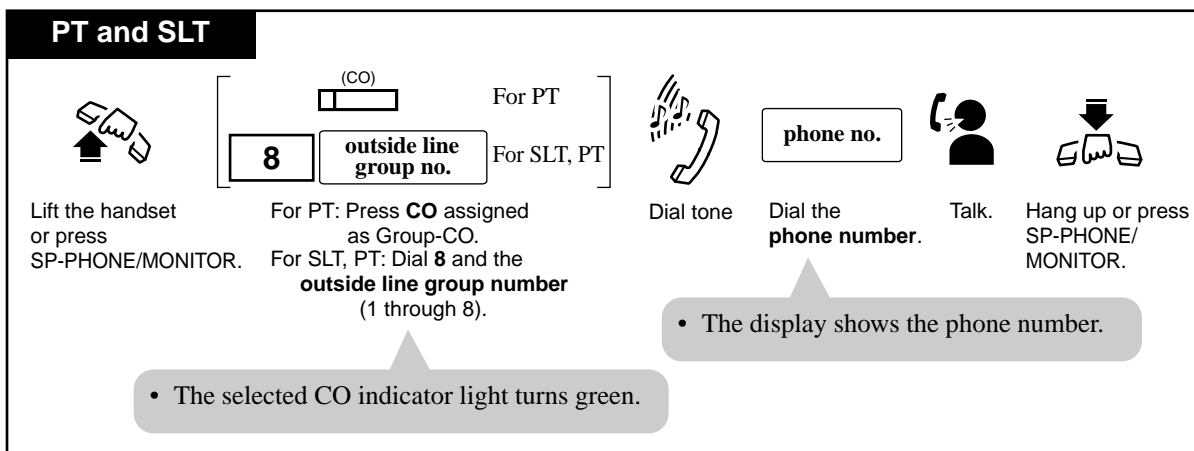 PT and SLT
(CO)
For PT
8
outside line
group no.
For SLT, PT
phone no.
Lift the handset
or press
SP-PHONE/MONITOR.
For PT: Press CO assigned
as Group-CO.
For SLT, PT: Dial 8 and the
outside line group number
(1 through 8).
Dial tone
Dial the
phone number.
Talk.
Hang up or press
SP-PHONE/
MONITOR.
• The display shows the phone number.
• The selected CO indicator light turns green.